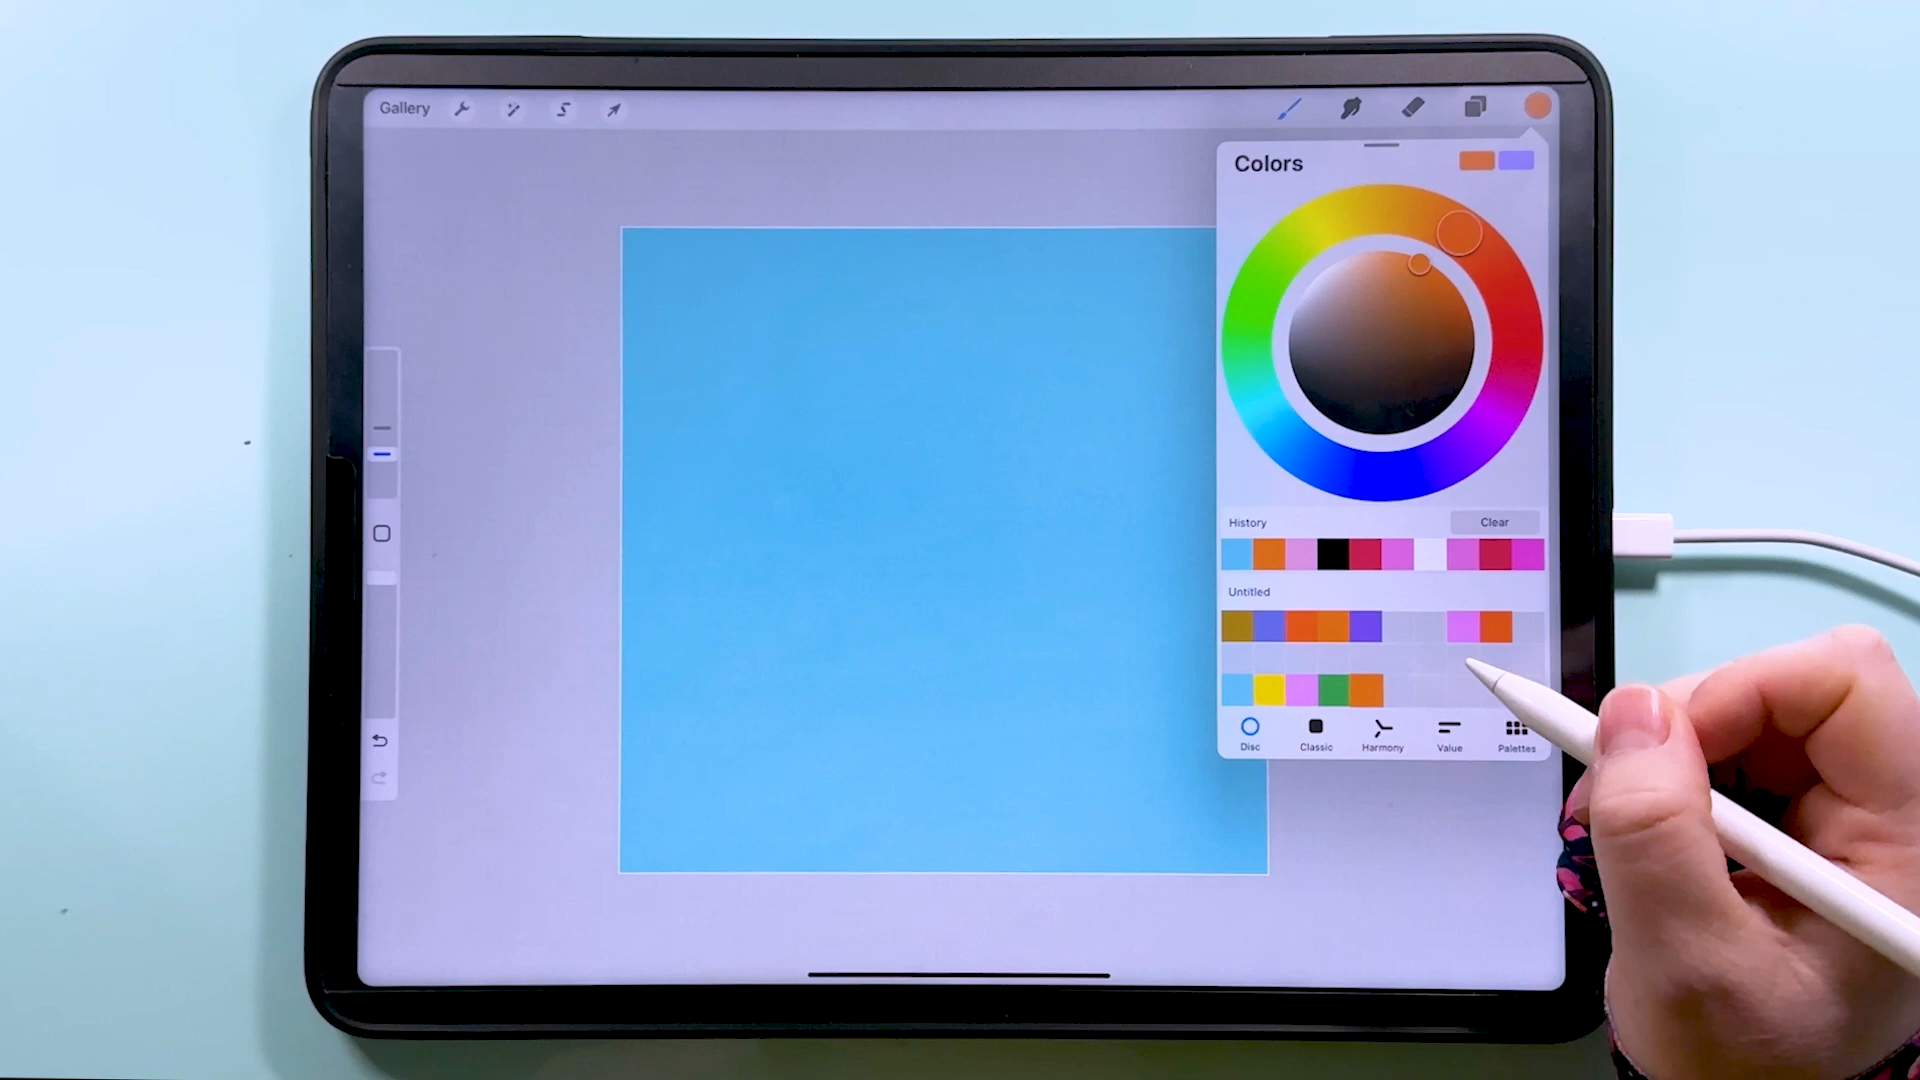 Gallery
Colors
History
Clear
Untitled
Disc
Classic
Harmony
Value
Palettes